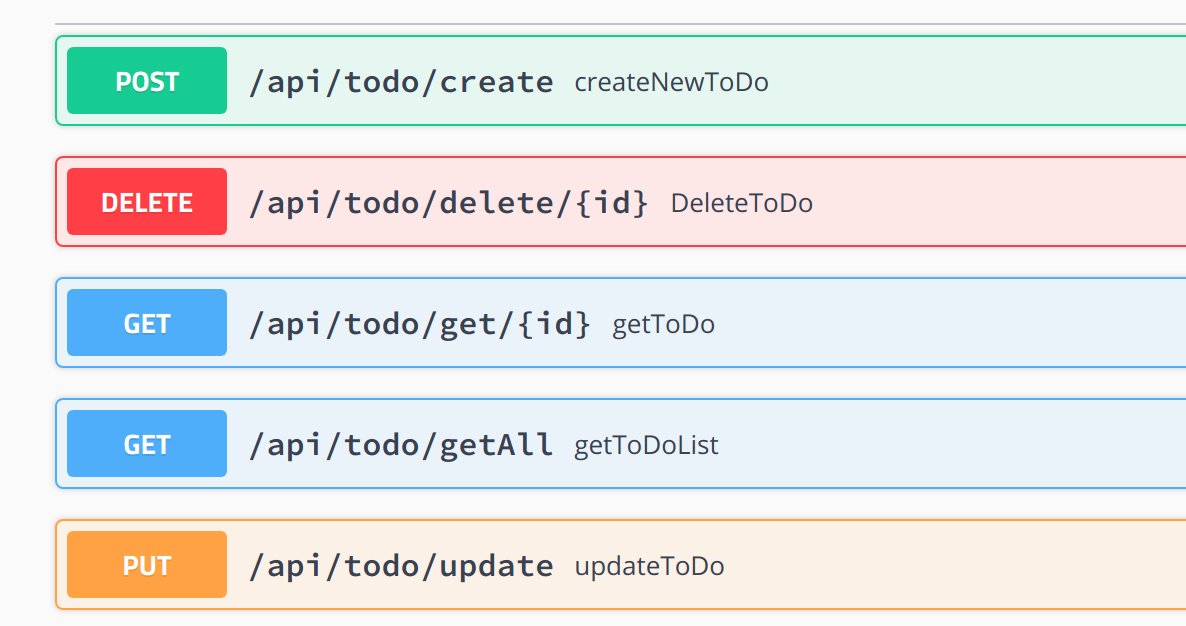 POST /api/todo/create createNewToDo
DELETE /api/todo/delete/{id} DeleteToDo
GET /api/todo/get/{id} getToDo
GET /api/todo/getAll getToDoList
PUT /api/todo/update updateToDo